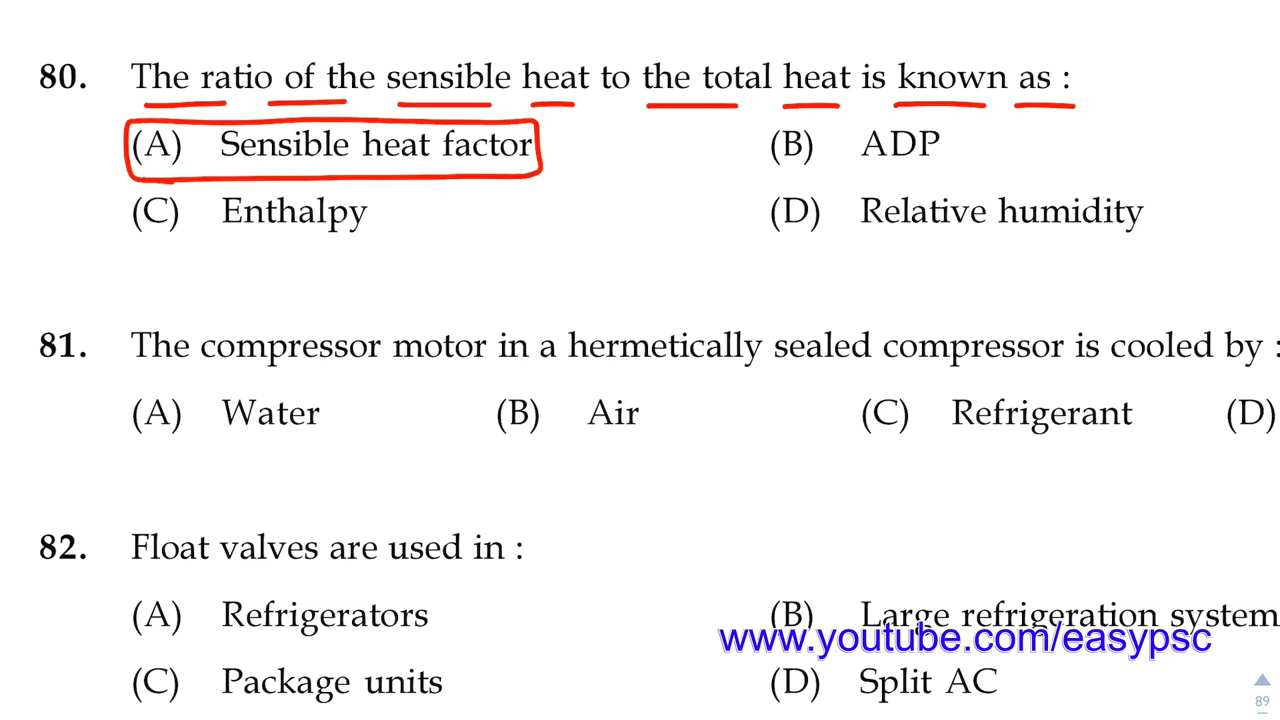 80. The ratio of the sensible heat to the total heat is known as :
(A) Sensible heat factor (B) ADP
(C) Enthalpy (D) Relative humidity
81. The compressor motor in a hermetically sealed compressor is cooled by :
(A) Water (B) Air (C) Refrigerant (D)
82. Float valves are used in :
(A) Refrigerators (B) Large refrigeration system
www.youtube.com/easypsc
(C) Package units (D) Split AC
89